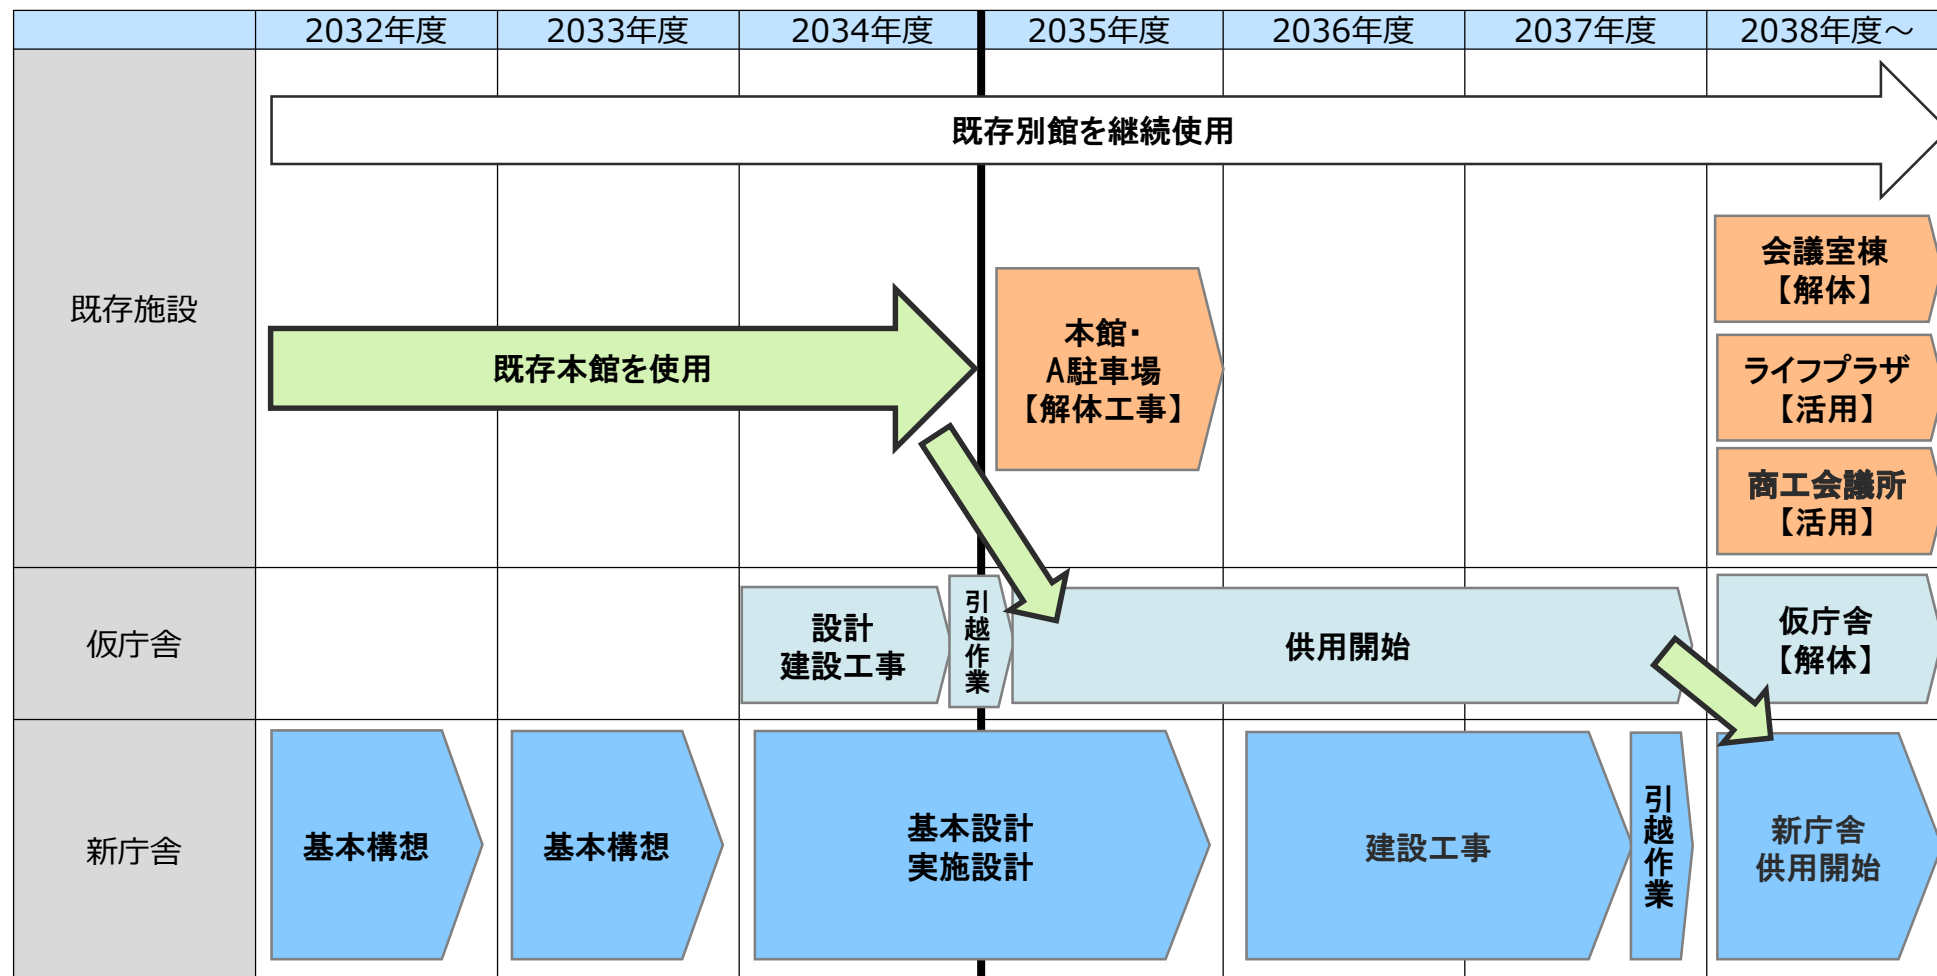 2032年度 2033年度 2034年度 2035年度 2036年度 2037年度 2038年度～
既存施設
既存別館を継続使用
既存本館を使用
本館・
A駐車場
【解体工事】
会議室棟
【解体】
ライフプラザ
【活用】
商工会議所
【活用】
仮庁舎
設計
建設工事
引越作業
供用開始
仮庁舎
【解体】
新庁舎
基本構想
基本構想
基本設計
実施設計
建設工事
引越作業
新庁舎
供用開始